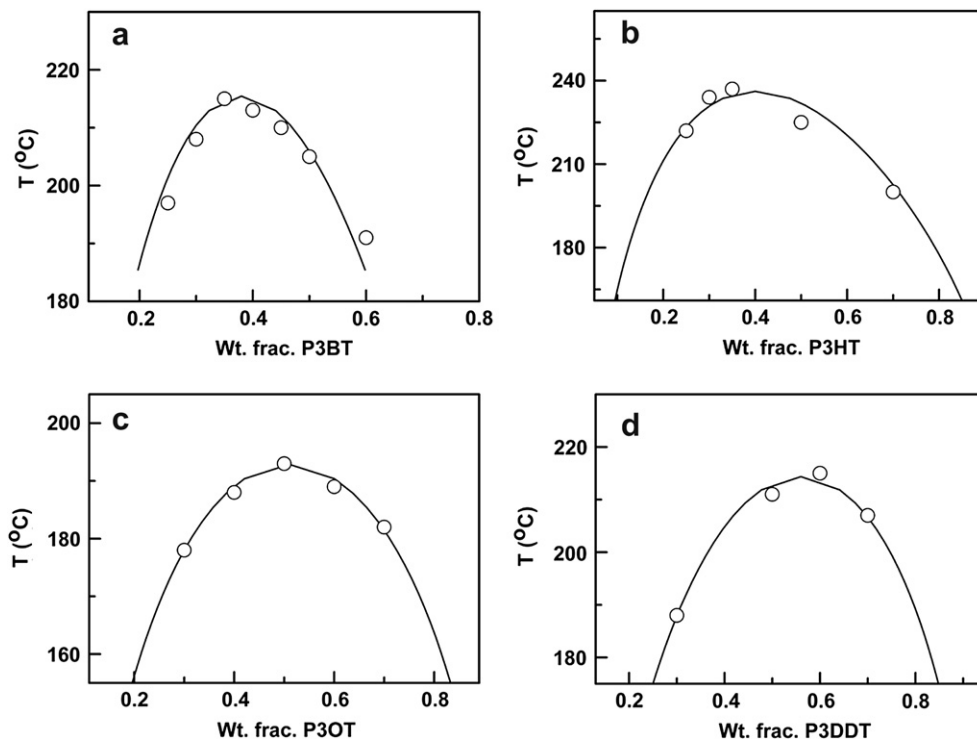 a
220
200
180
T (°C)
0.2 0.4 0.6 0.8
Wt. frac. P3BT
b
240
210
180
T (°C)
0.2 0.4 0.6 0.8
Wt. frac. P3HT
c
200
180
160
T (°C)
0.2 0.4 0.6 0.8
Wt. frac. P3OT
d
220
200
180
T (°C)
0.2 0.4 0.6 0.8
Wt. frac. P3DDT